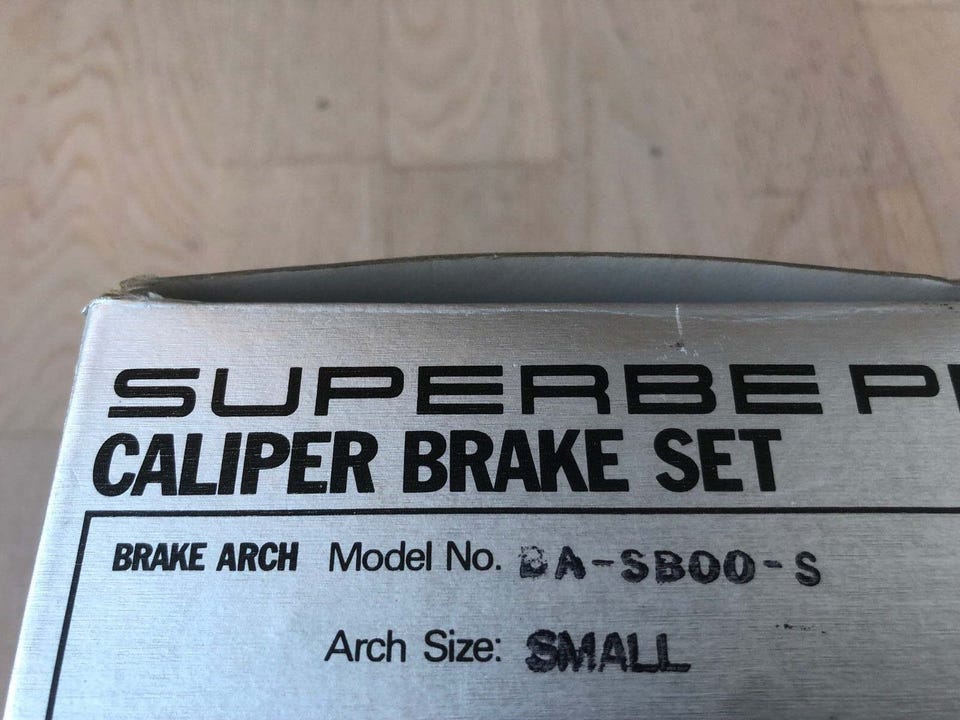 SUPERBE
CALIPER BRAKE SET
BRAKE ARCH Model No. BA-SB00-S
Arch Size: SMALL